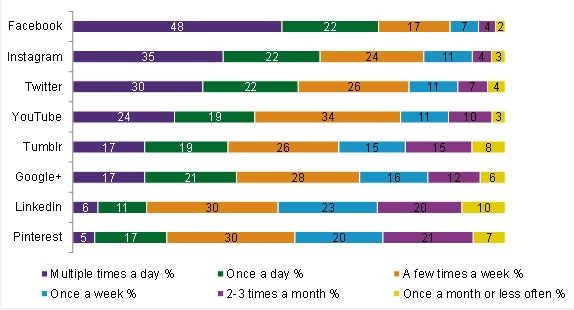 Facebook 48 22 17 7 4 2
Instagram 35 22 24 11 4 3
Twitter 30 22 26 11 7 4
YouTube 24 19 34 11 10 3
Tumblr 17 19 26 15 15 8
Google+ 17 21 28 16 12 6
LinkedIn 6 11 30 23 20 10
Pinterest 5 17 30 20 21 7
Multiple times a day % Once a day % A few times a week %
Once a week % 2-3 times a month % Once a month or less often %